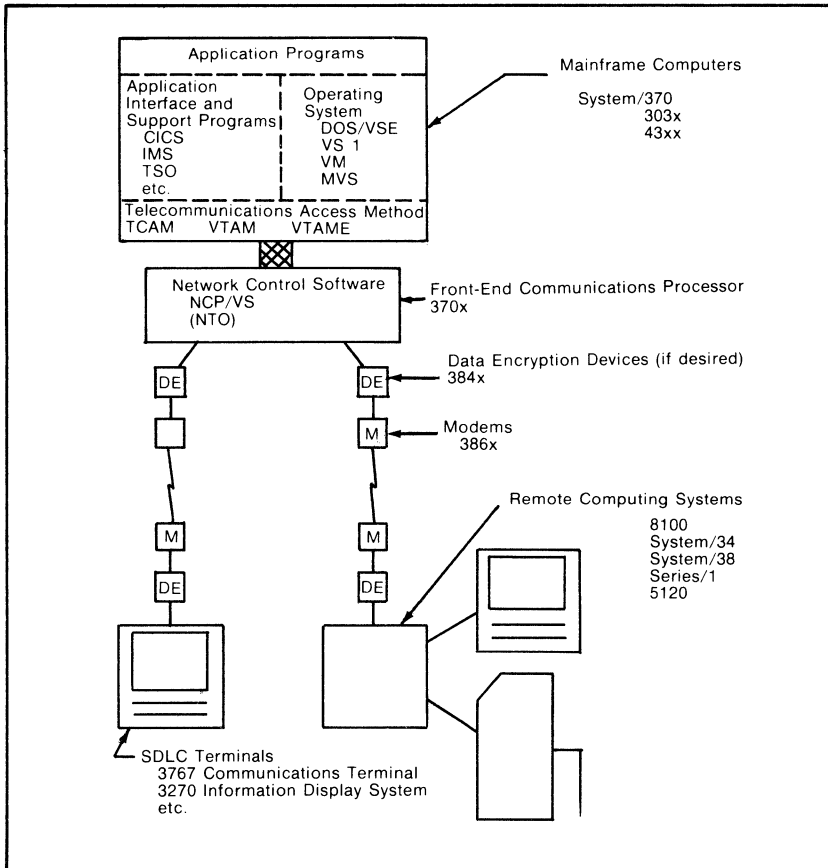 Application Programs
Application
Interface and
Support Programs
CICS
IMS
TSO
etc.
Operating
System
DOS/VSE
VS 1
VM
MVS
Telecommunications Access Method
TCAM VTAM VTAME
Mainframe Computers
System/370
303x
43xx
Network Control Software
NCP/VS
(NTO)
Front-End Communications Processor
370x
DE
DE
Data Encryption Devices (if desired)
384x
M
Modems
386x
M
M
DE
DE
Remote Computing Systems
8100
System/34
System/38
Series/1
5120
SDLC Terminals
3767 Communications Terminal
3270 Information Display System
etc.